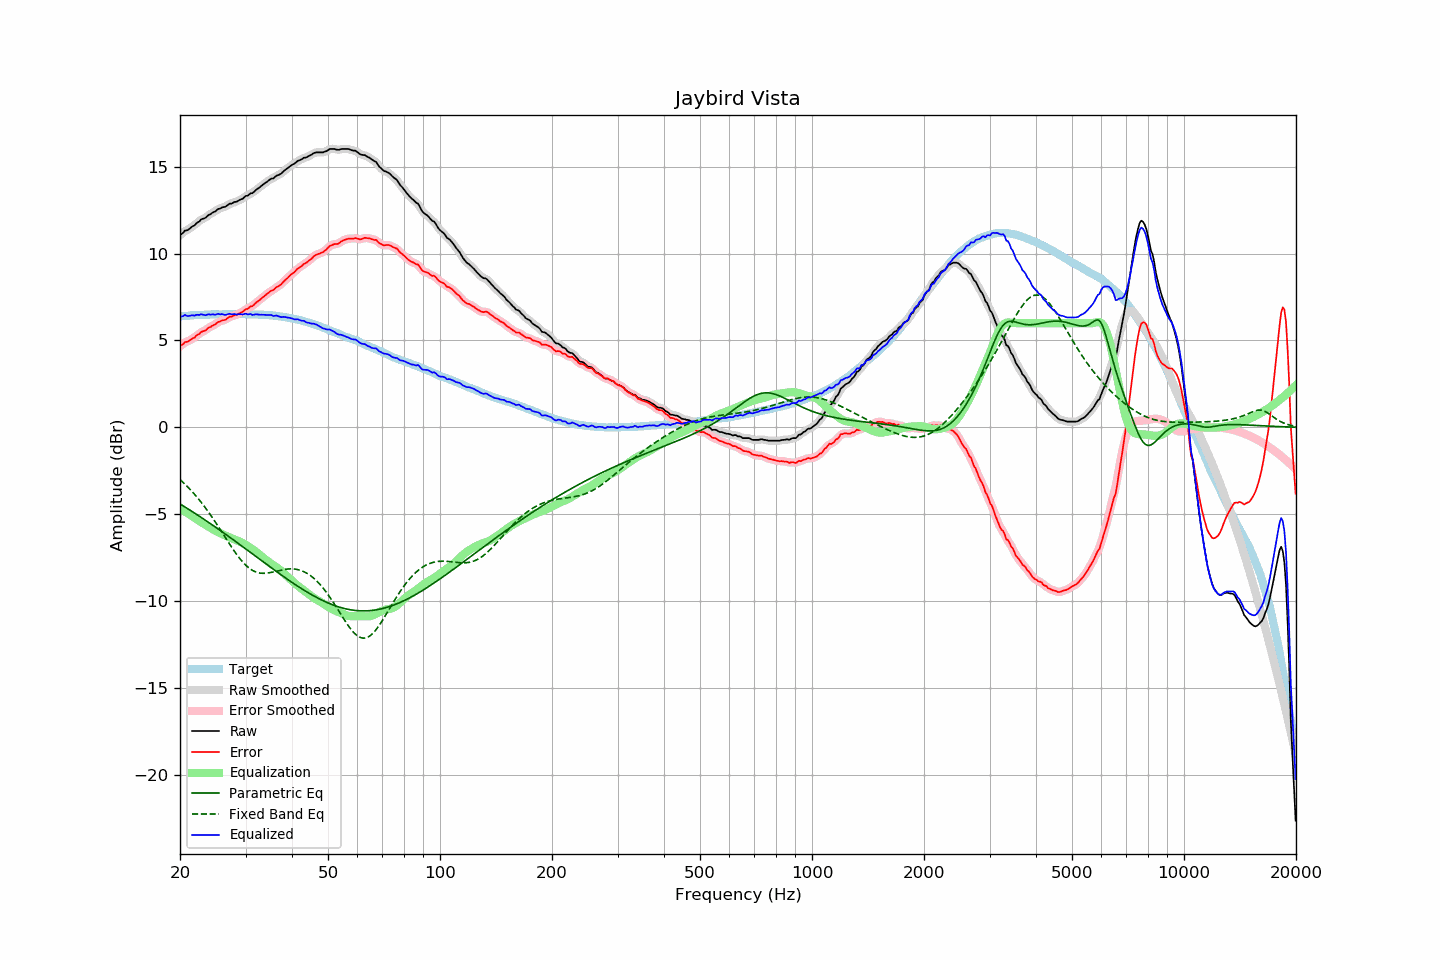 Jaybird Vista
Amplitude (dBr)
15
10
5
0
−5
−10
−15
−20
Target
Raw Smoothed
Error Smoothed
Raw
Error
Equalization
Parametric Eq
Fixed Band Eq
Equalized
20 50 100 200 500 1000 2000 5000 10000 20000
Frequency (Hz)